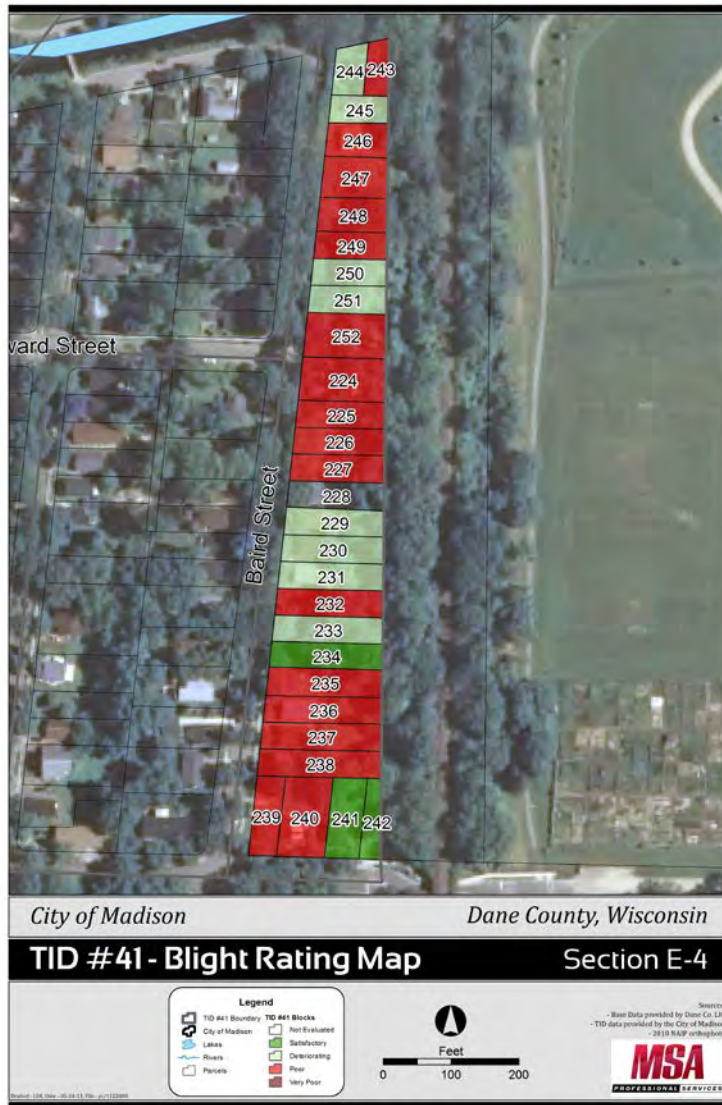 244 243
245
246
247
248
249
250
251
252
ward Street
224
225
226
227
228
229
230
231
232
233
234
235
236
237
238
239 240 241 242
Baird Street
City of Madison
Dane County, Wisconsin
TID #41 - Blight Rating Map
Section E-4
Legend
TID #41 Boundary
City of Madison
Lakes
Rivers
Parcels
TID #41 Blocks
Not Evaluated
Satisfactory
Deteriorating
Poor
Very Poor
Feet
0 100 200
- Base Data provided by Dane Co.
- TID data provided by the City of Madison
- 2010 NAIP orthophoto
MSA
PROFESSIONAL SERVICES